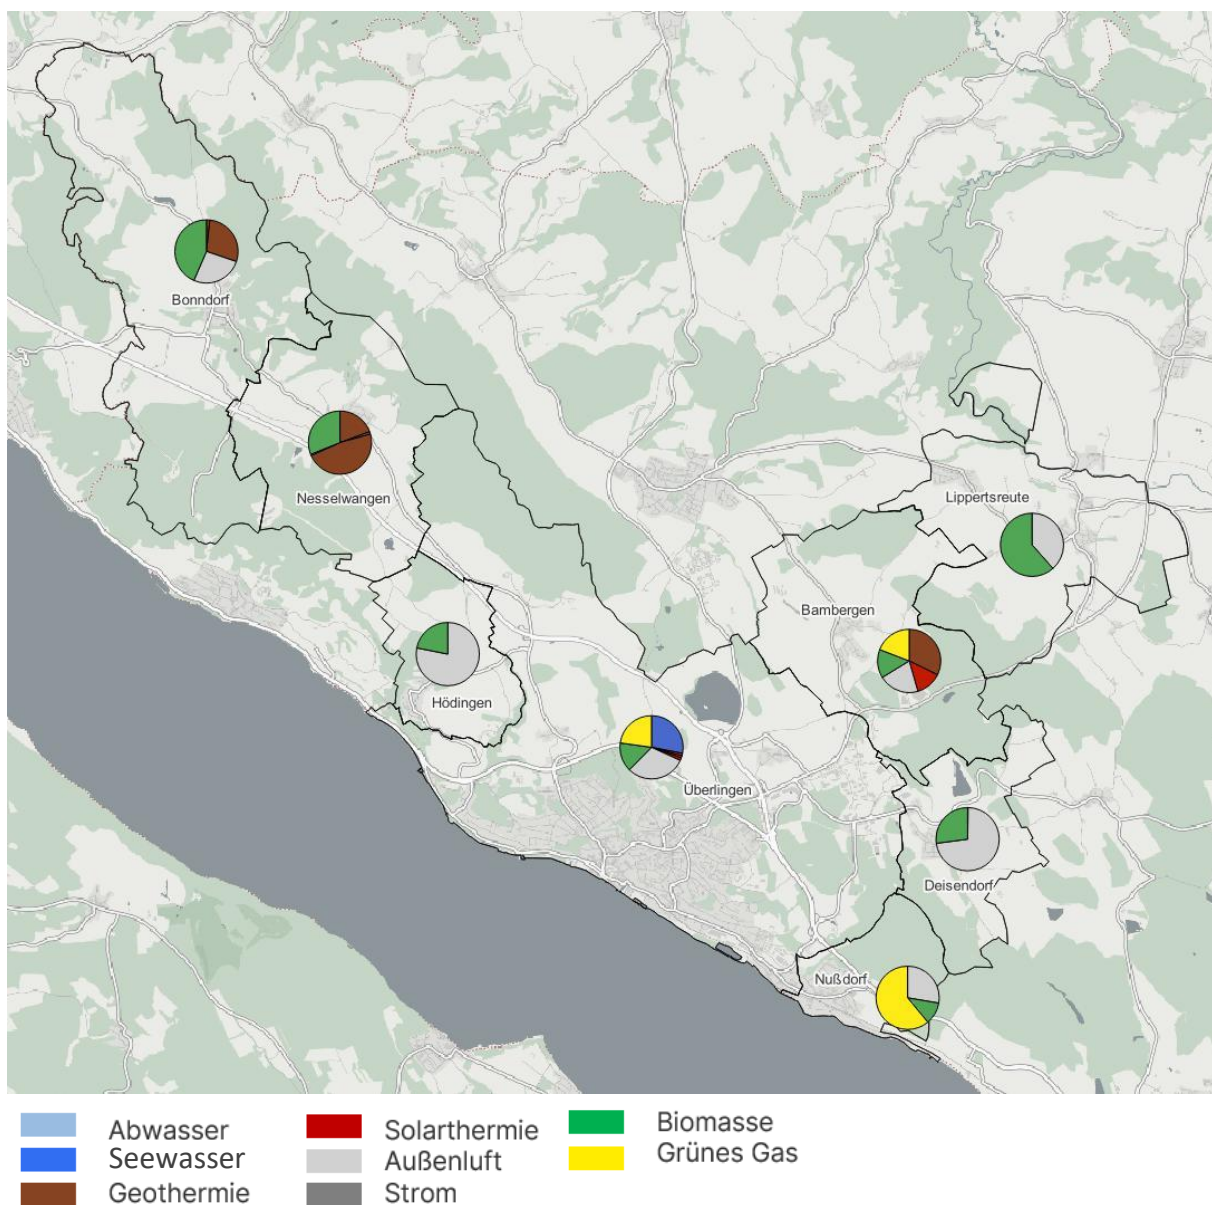 Bonndorf
Nesselwangen
Lippertsreute
Bambergen
Hödingen
Überlingen
Deisendorf
Nußdorf
Abwasser
Seewasser
Geothermie
Solarthermie
Außenluft
Strom
Biomasse
Grünes Gas